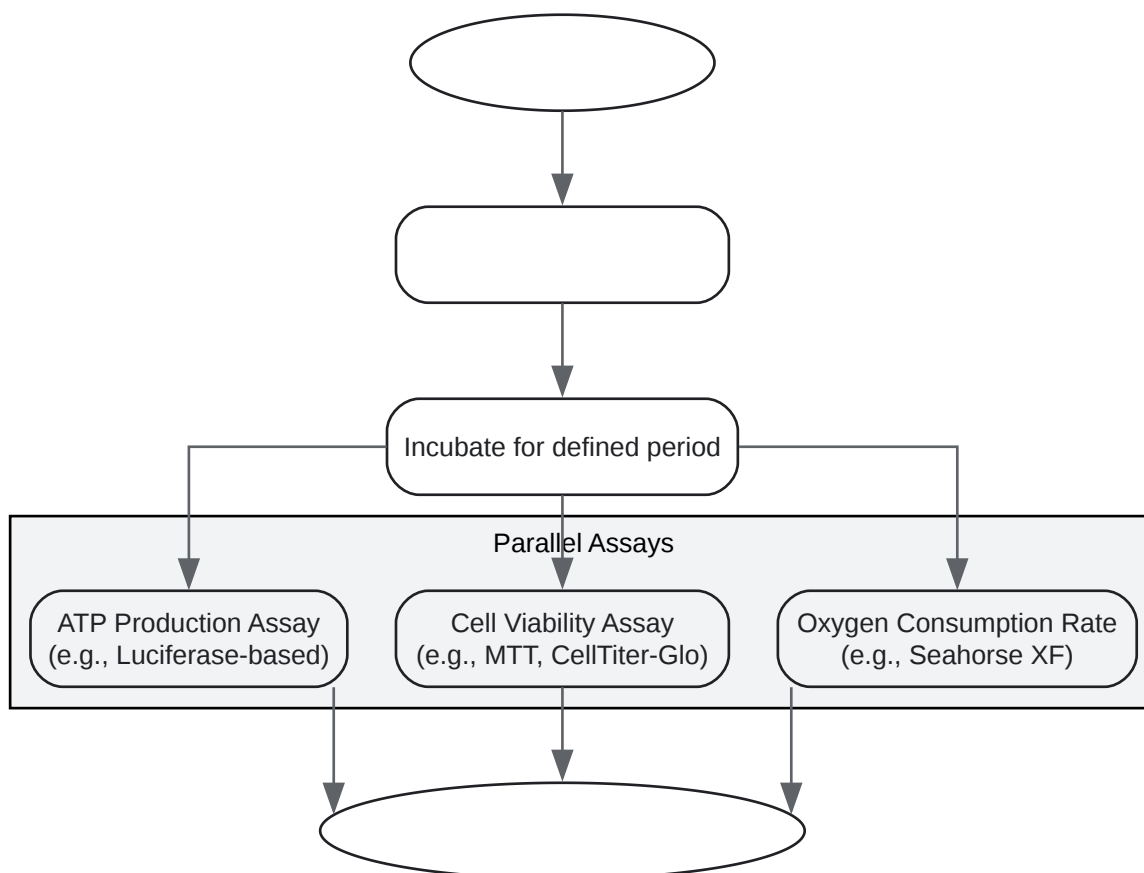 Incubate for defined period
Parallel Assays
ATP Production Assay
(e.g., Luciferase-based)
Cell Viability Assay
(e.g., MTT, CellTiter-Glo)
Oxygen Consumption Rate
(e.g., Seahorse XF)